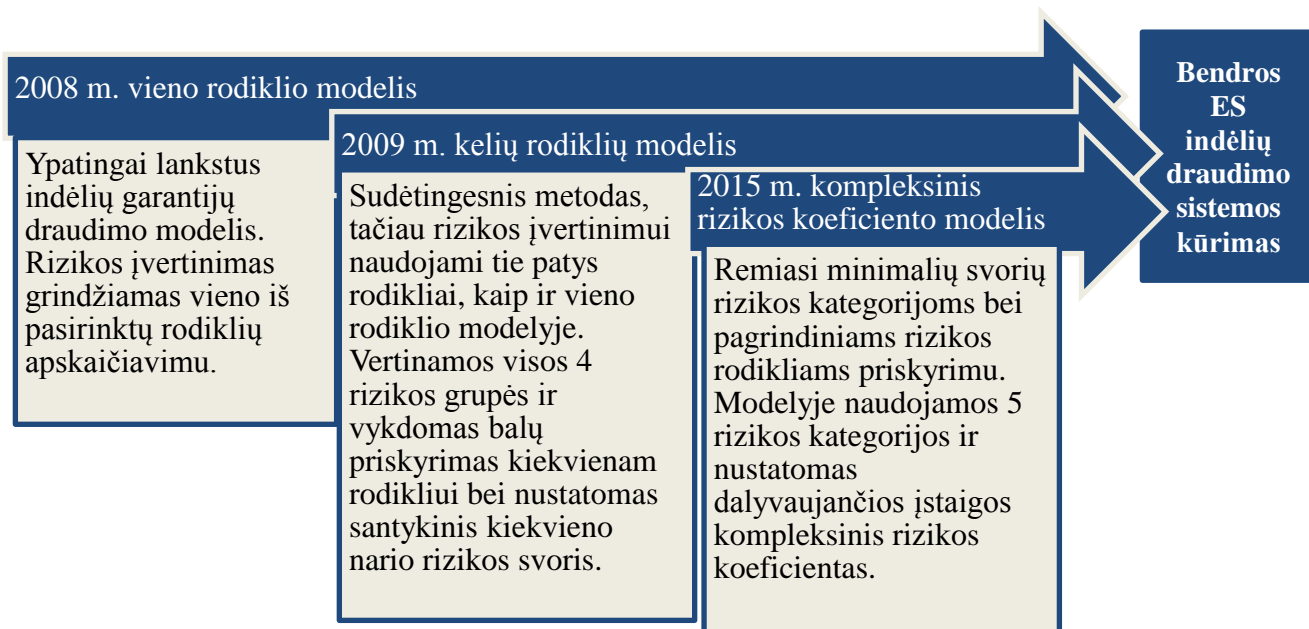 2008 m. vieno rodiklio modelis
Ypatingai lankstus
indėlių garantijų
draudimo modelis.
Rizikos įvertinimas
grindžiamas vieno iš
pasirinktų rodiklių
apskaičiavimu.
2009 m. kelių rodiklių modelis
Sudėtingesnis metodas,
tačiau rizikos įvertinimui
naudojami tie patys
rodikliai, kaip ir vieno
rodiklio modelyje.
Vertinamos visos 4
rizikos grupės ir
vykdomas balų
priskyrimas kiekvienam
rodikliui bei nustatomas
santykinis kiekvieno
nario rizikos svoris.
2015 m. kompleksinis
rizikos koeficiento modelis
Remiasi minimalių svorių
rizikos kategorijoms bei
pagrindiniams rizikos
rodikliams priskyrimu.
Modelyje naudojamos 5
rizikos kategorijos ir
nustatomas
dalyvaujančios įstaigos
kompleksinis rizikos
koeficientas.
Bendros
ES
indėlių
draudimo
sistemos
kūrimas